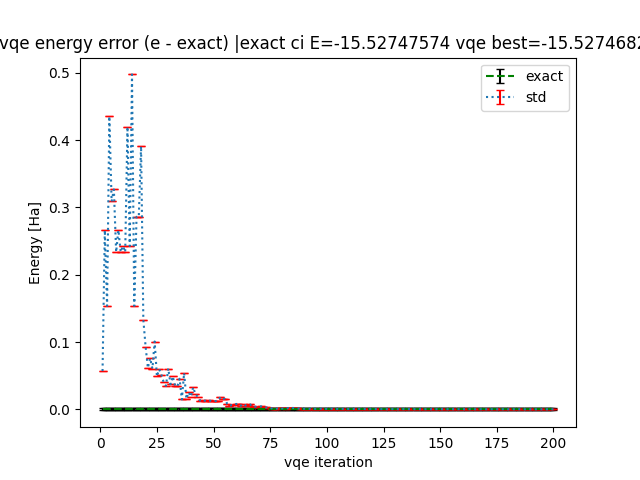 vqe energy error (e - exact) |exact ci E=-15.52747574 vqe best=-15.5274682
exact
std
0.5
0.4
0.3
0.2
0.1
0.0
Energy [Ha]
0 25 50 75 100 125 150 175 200
vqe iteration